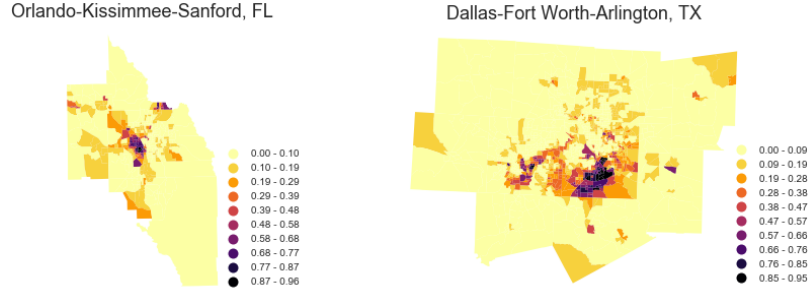 Orlando-Kissimmee-Sanford, FL
0.00 - 0.10
0.10 - 0.19
0.19 - 0.29
0.29 - 0.39
0.39 - 0.48
0.48 - 0.58
0.58 - 0.68
0.68 - 0.77
0.77 - 0.87
0.87 - 0.96
Dallas-Fort Worth-Arlington, TX
0.00 - 0.09
0.09 - 0.19
0.19 - 0.28
0.28 - 0.38
0.38 - 0.47
0.47 - 0.57
0.57 - 0.66
0.66 - 0.76
0.76 - 0.85
0.85 - 0.95